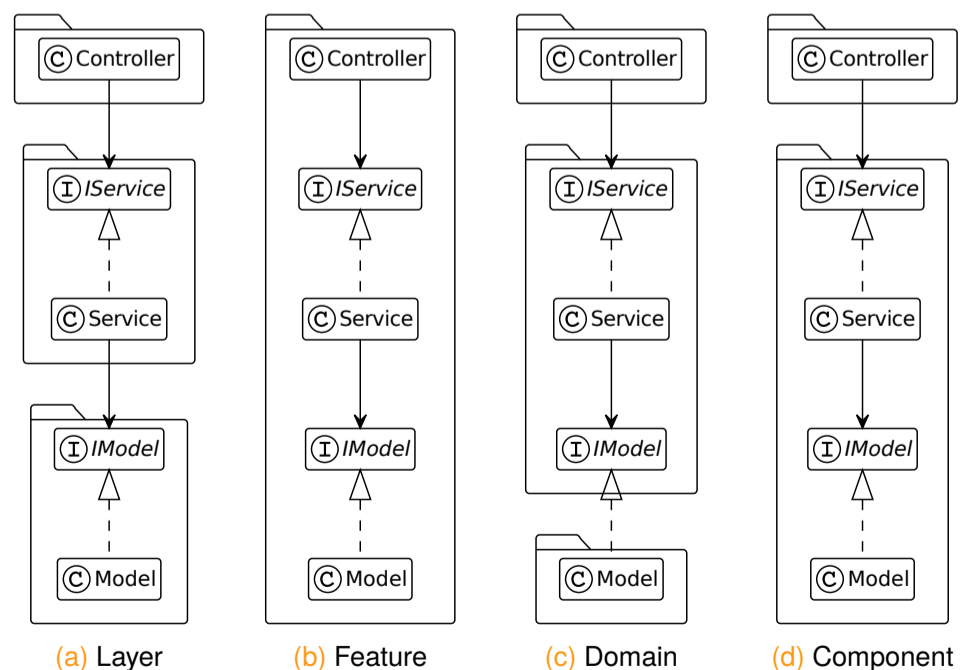 C Controller
I IService
C Service
I IModel
C Model
(a) Layer
C Controller
I IService
C Service
I IModel
C Model
(b) Feature
C Controller
I IService
C Service
I IModel
C Model
(c) Domain
C Controller
I IService
C Service
I IModel
C Model
(d) Component